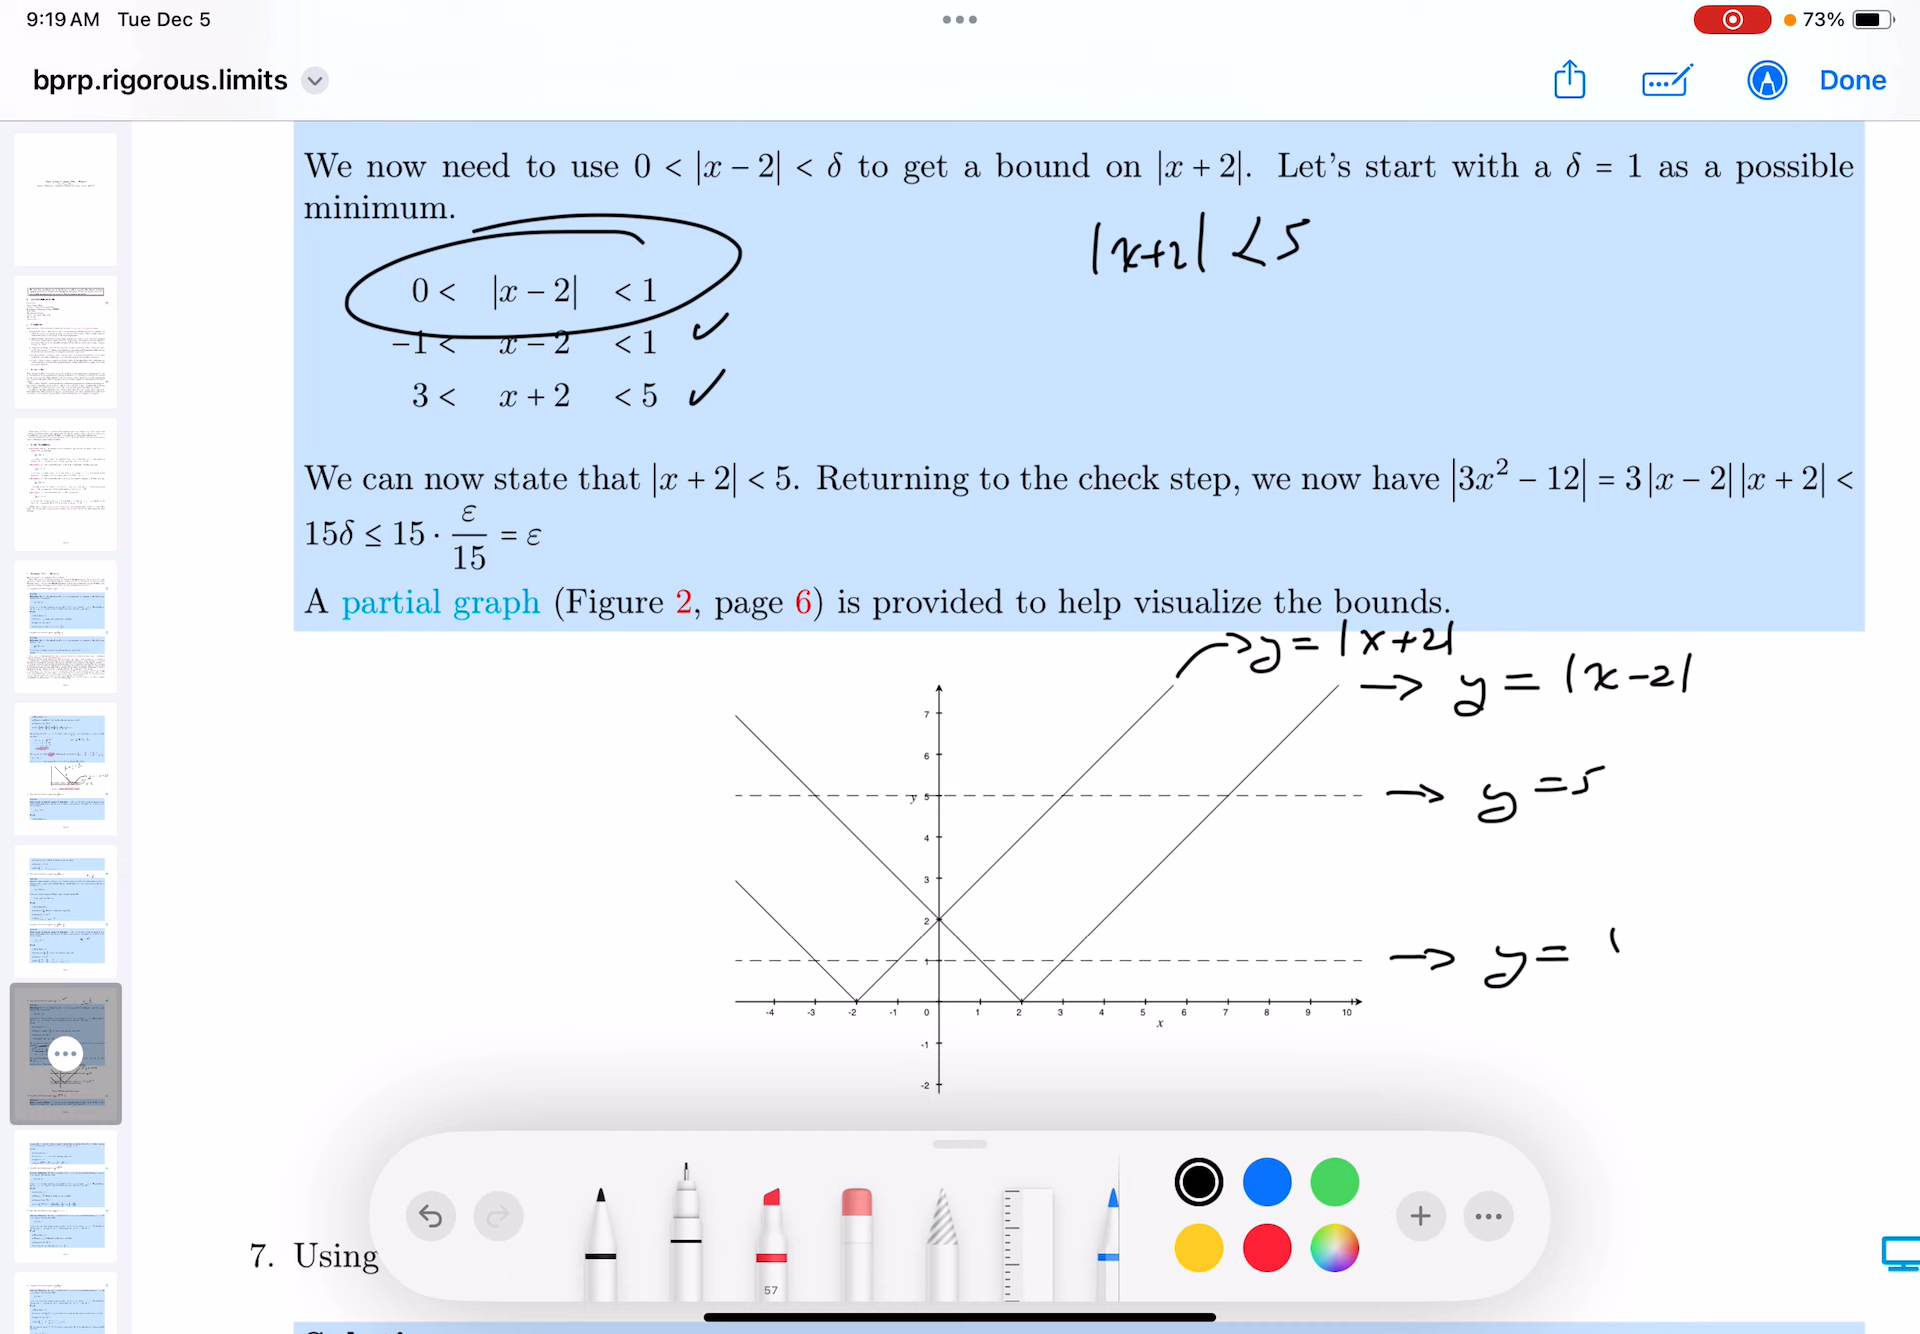 9:19 AM Tue Dec 5
73%
bprp.rigorous.limits
Done
We now need to use 0 < |x − 2| < δ to get a bound on |x + 2|. Let's start with a δ = 1 as a possible
minimum.
|x+2| < 5
0 < |x − 2| < 1
−1 < x − 2 < 1 ✓
3 < x + 2 < 5 ✓
We can now state that |x + 2| < 5. Returning to the check step, we now have |3x² − 12| = 3 |x − 2| |x + 2| <
15δ ≤ 15 · ε/15 = ε
A partial graph (Figure 2, page 6) is provided to help visualize the bounds.
→ y = |x+2|
→ y = |x-2|
→ y = 5
→ y = 1
7
6
y 5
4
3
2
1
-4 -3 -2 -1 0 1 2 3 4 5 6 7 8 9 10
x
-1
-2
57
7. Using